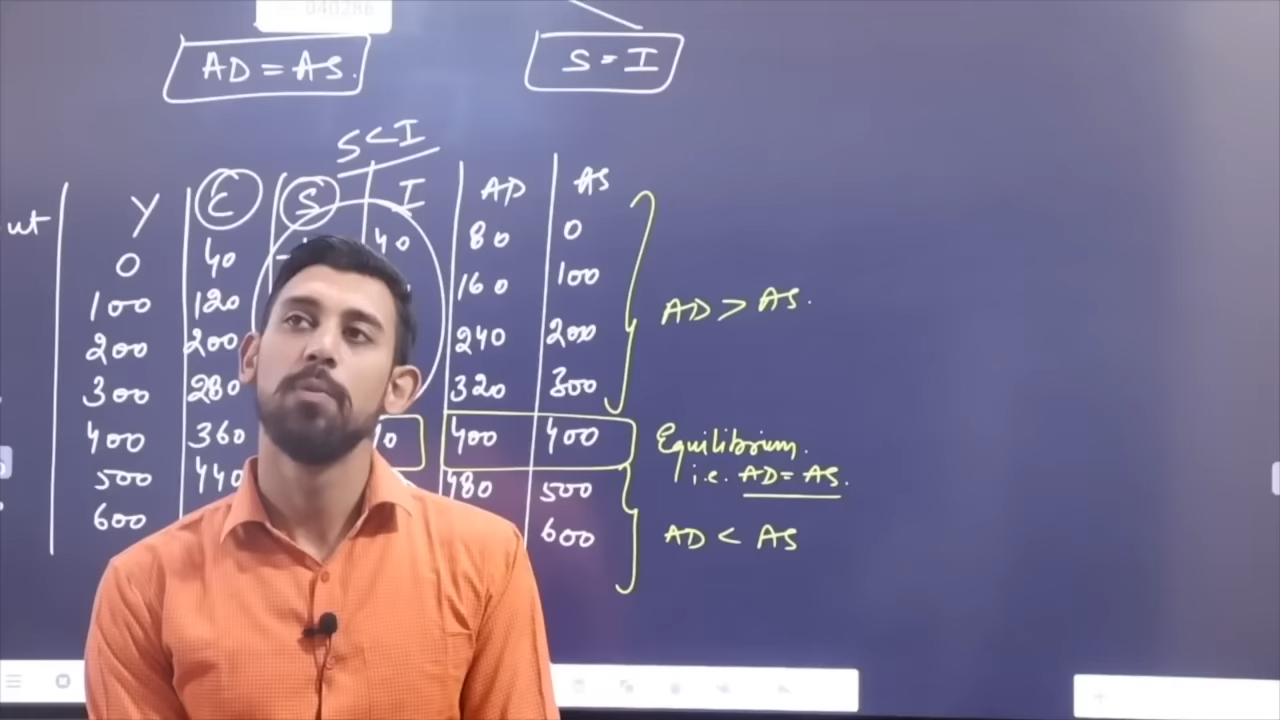 040286
AD = AS.
S = I
S < I
ut Y C S I AD AS
0 40 40 80 0
100 120 160 100
200 200 240 200
300 280 320 300
AD > AS.
400 360 400 400 Equilibrium.
i.e. AD = AS.
500 440 480 500
600 600
AD < AS